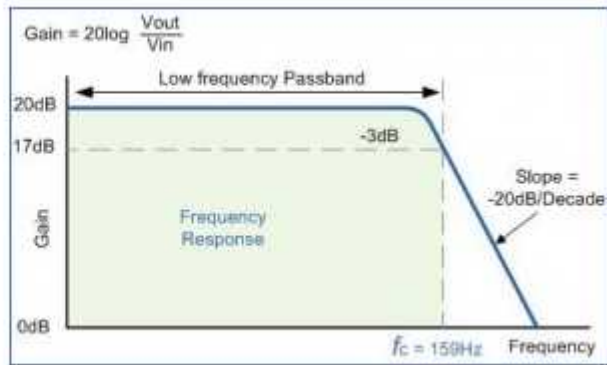 Gain = 20log Vout
Vin
Low frequency Passband
20dB
-3dB
17dB
Slope =
-20dB/Decade
Frequency
Response
Gain
0dB
fc = 159Hz
Frequency